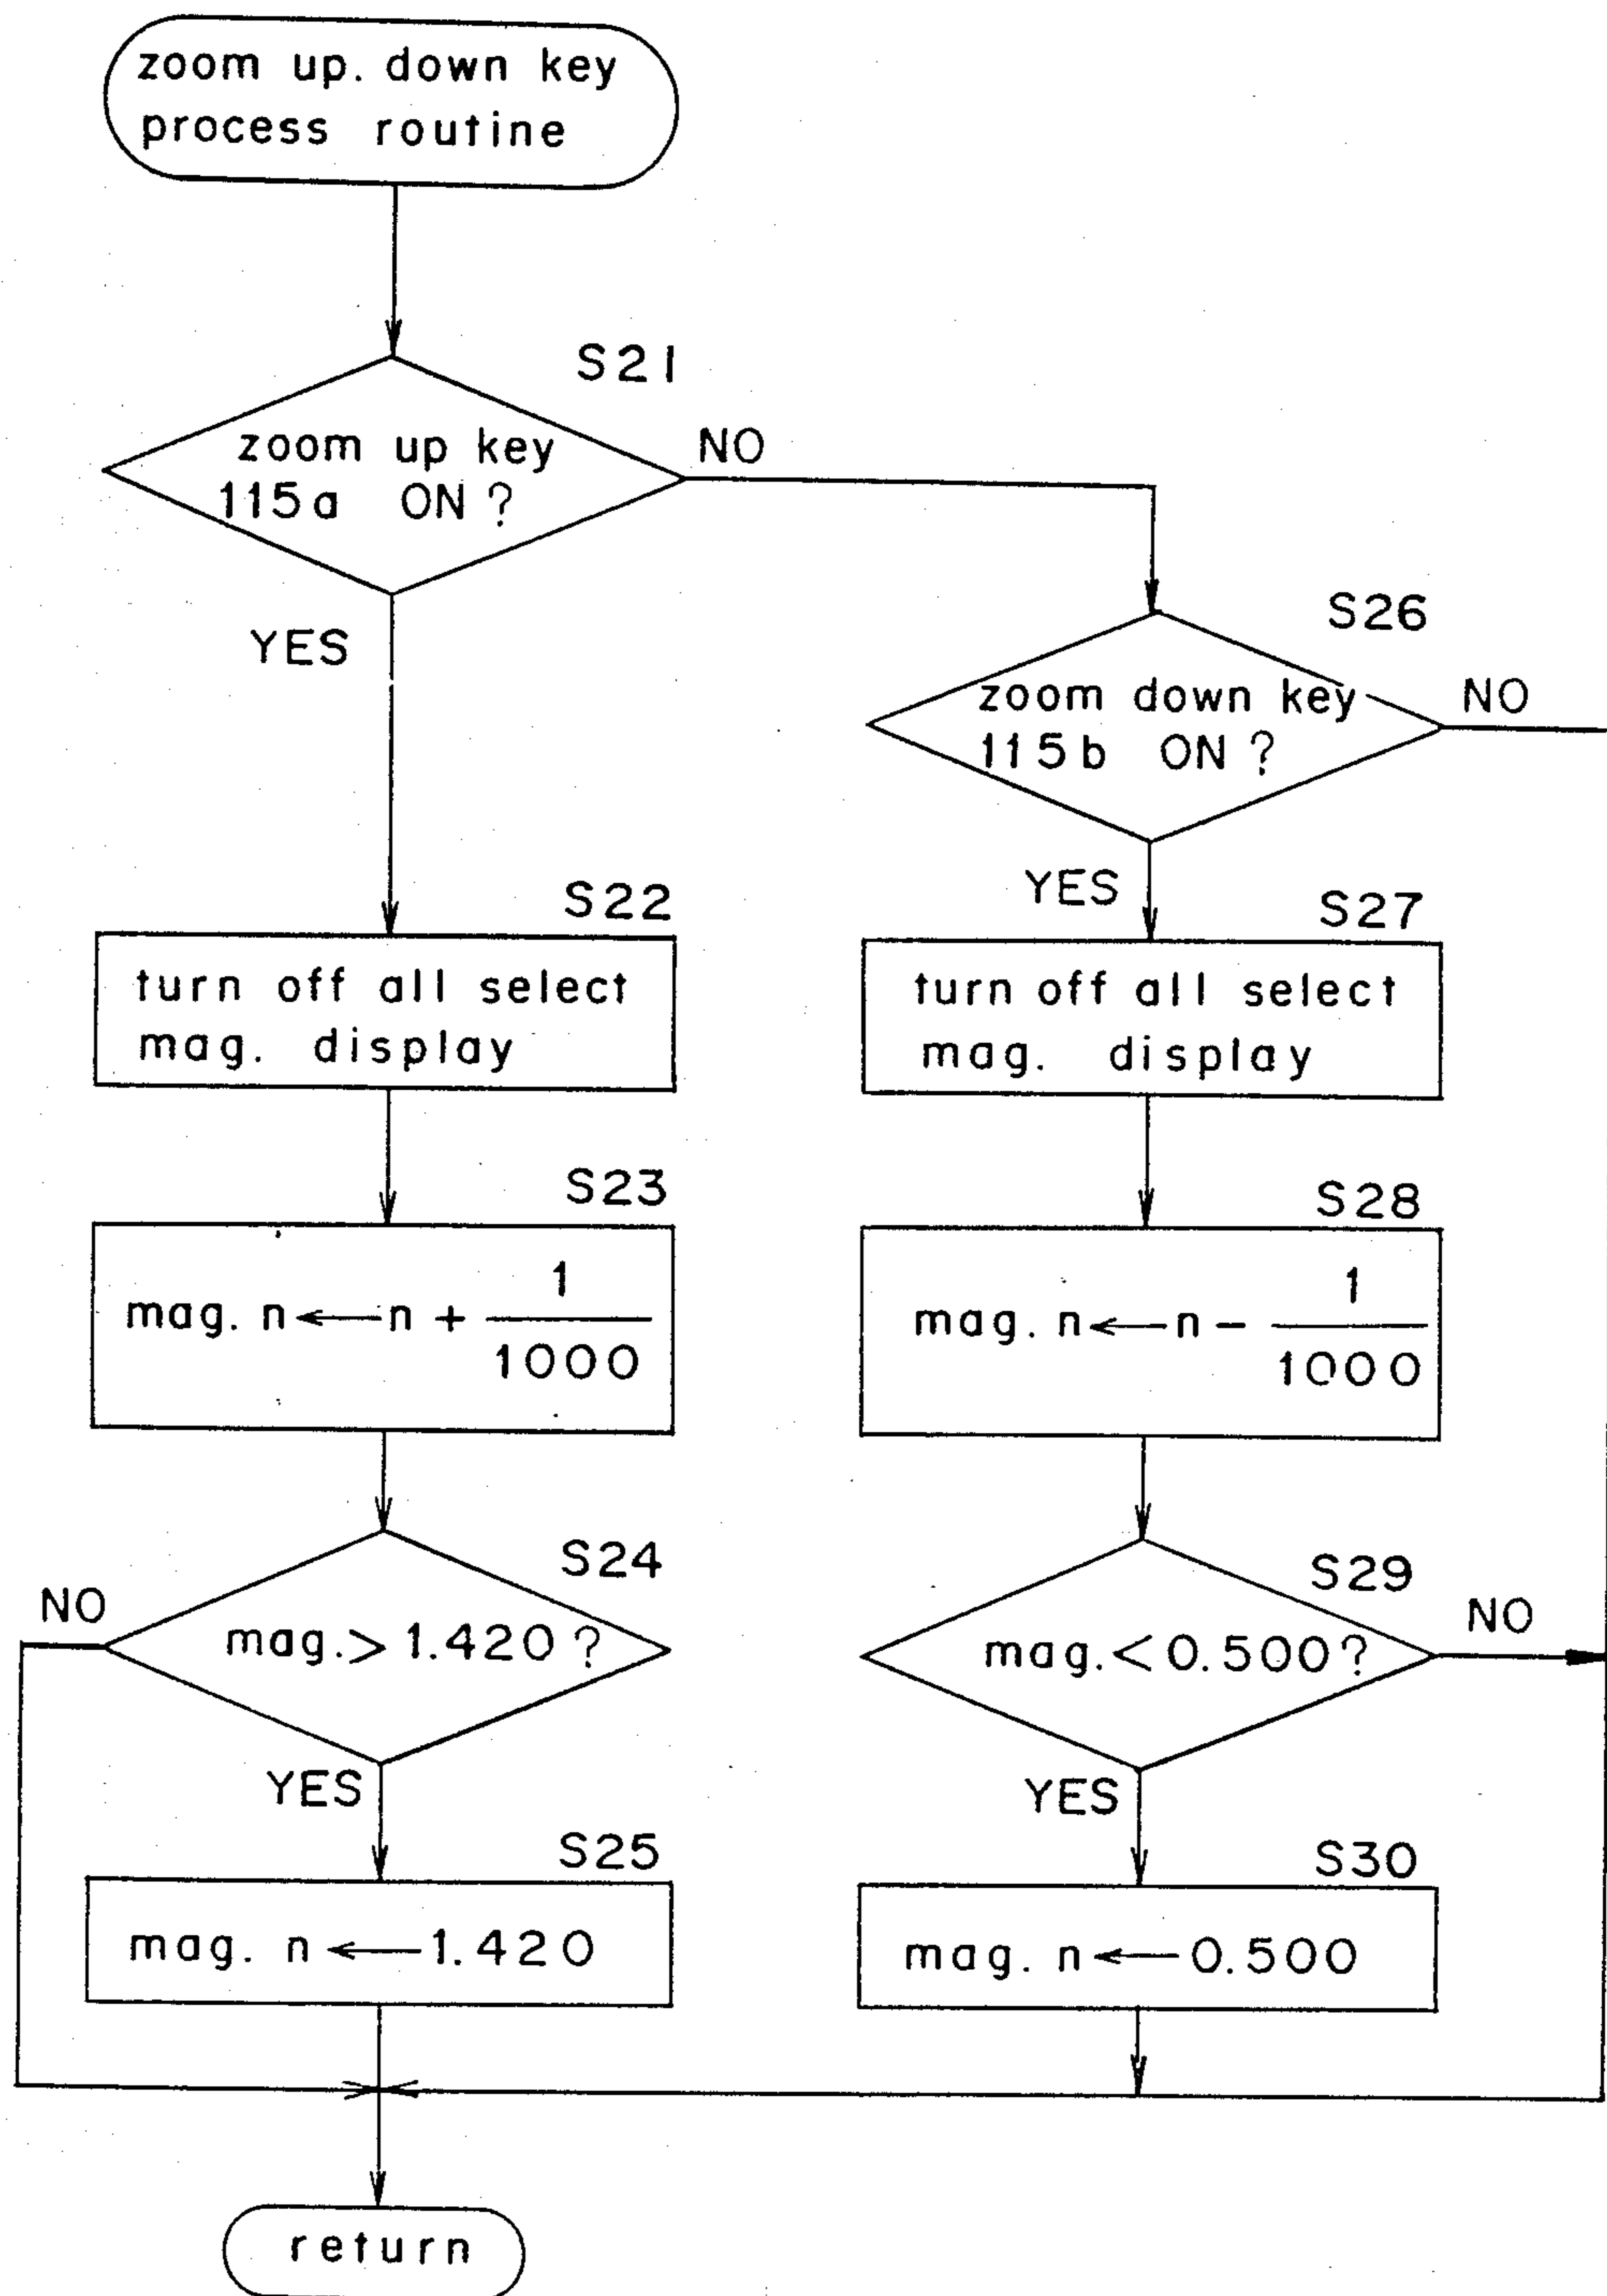 zoom up. down key
process routine
S21
zoom up key
115a ON?
NO
YES
S26
zoom down key
115b ON?
NO
YES
S22
turn off all select
mag. display
S27
turn off all select
mag. display
S23
mag. n ← n + 1/1000
S28
mag. n ← n - 1/1000
S24
mag. > 1.420?
NO
YES
S29
mag. < 0.500?
NO
YES
S25
mag. n ← 1.420
S30
mag. n ← 0.500
return